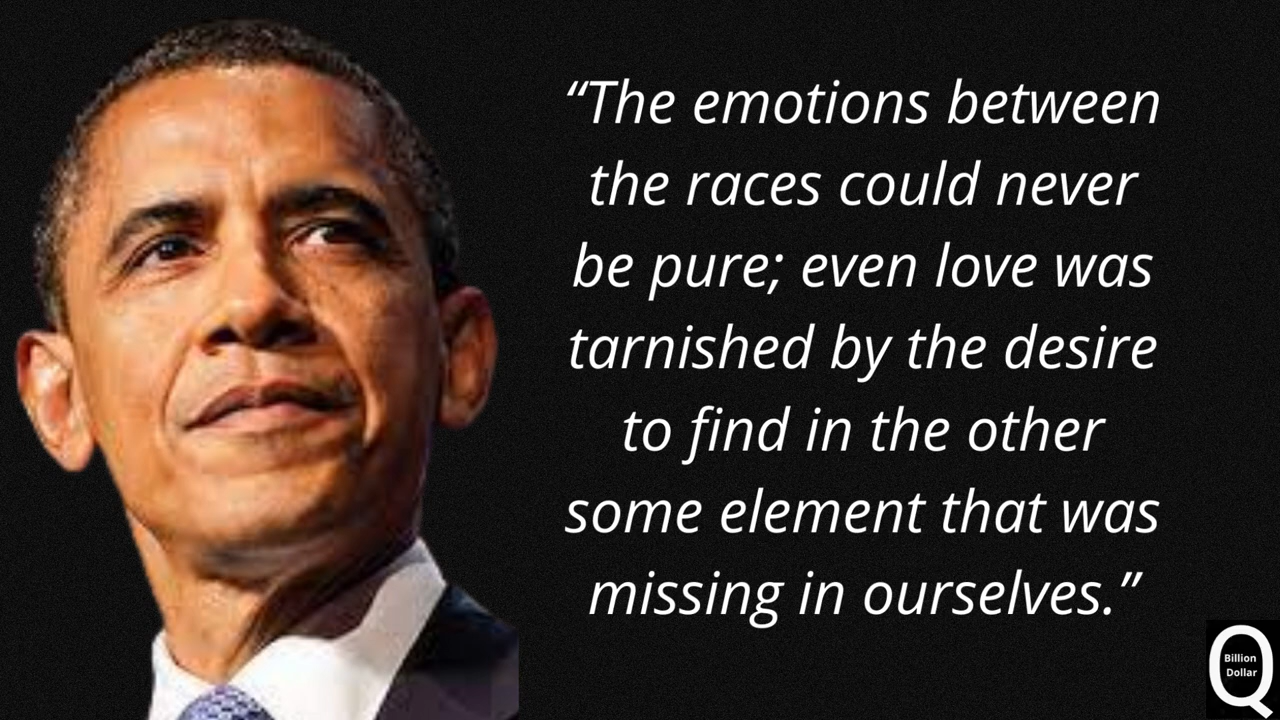 “The emotions between
the races could never
be pure; even love was
tarnished by the desire
to find in the other
some element that was
missing in ourselves.”
Q
Billion
Dollar